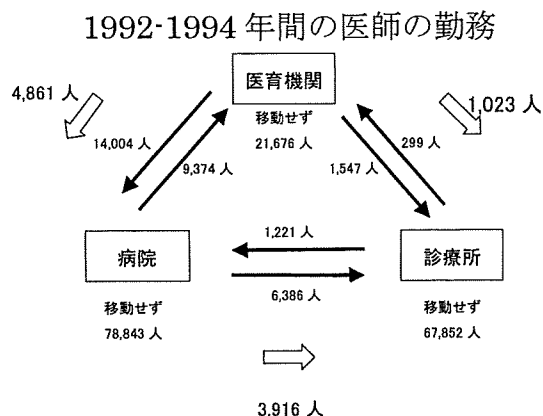 1992-1994 年間の医師の勤務
医育機関
4,861 人
1,023 人
移動せず
21,676 人
14,004 人
9,374 人
1,547 人
299 人
1,221 人
病院
診療所
6,386 人
移動せず
78,843 人
移動せず
67,852 人
3,916 人